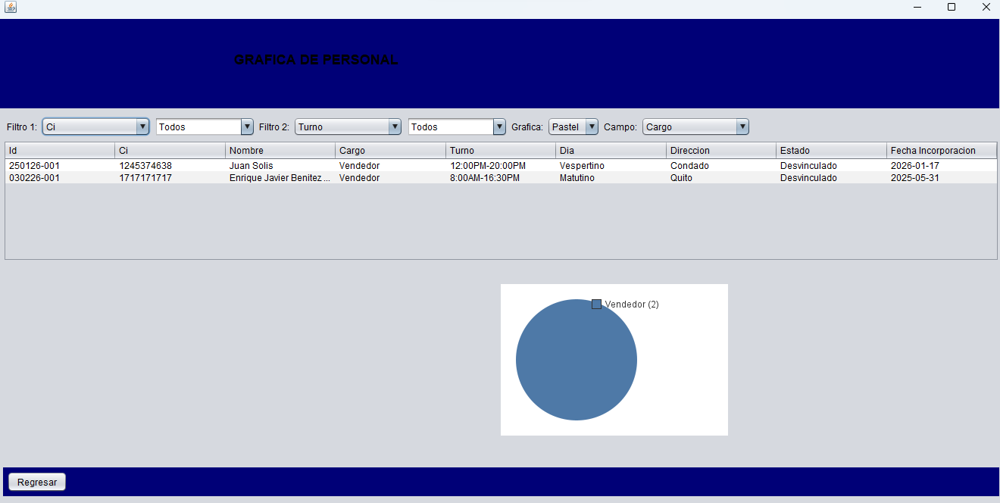 GRAFICA DE PERSONAL
Filtro 1: Ci Todos Filtro 2: Turno Todos Grafica: Pastel Campo: Cargo
Id Ci Nombre Cargo Turno Dia Direccion Estado Fecha Incorporacion
250126-001 1245374638 Juan Solis Vendedor 12:00PM-20:00PM Vespertino Condado Desvinculado 2026-01-17
030226-001 1717171717 Enrique Javier Benitez ... Vendedor 8:00AM-16:30PM Matutino Quito Desvinculado 2025-05-31
Vendedor (2)
Regresar